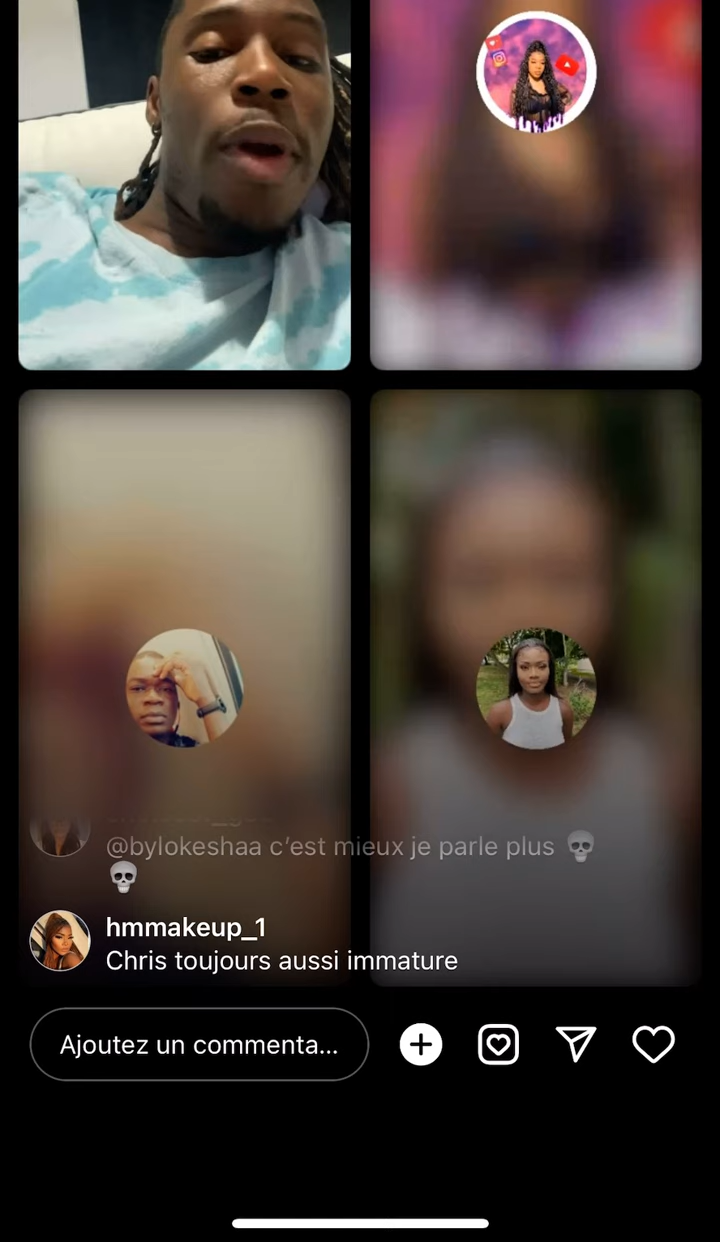 @bylokeshaa c’est mieux je parle plus 💀
💀
hmmakeup_1
Chris toujours aussi immature
Ajoutez un commenta...